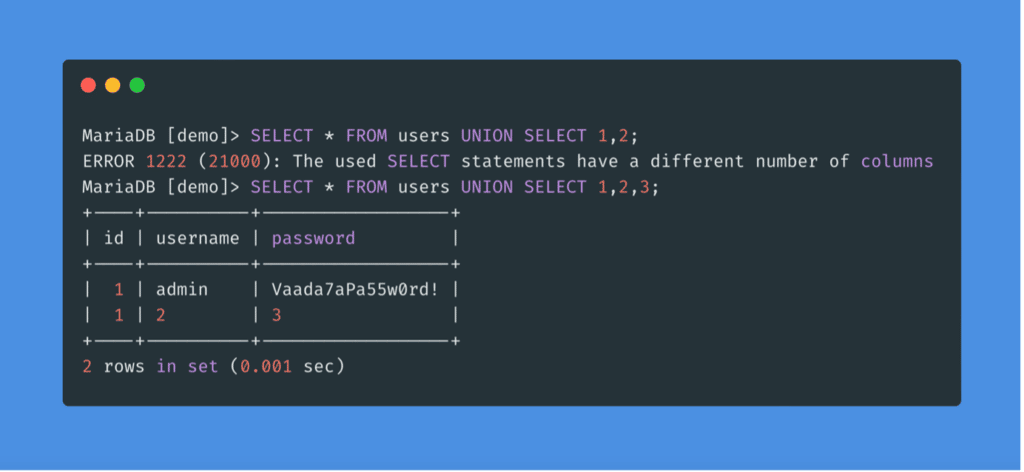 MariaDB [demo]> SELECT * FROM users UNION SELECT 1,2;
ERROR 1222 (21000): The used SELECT statements have a different number of columns
MariaDB [demo]> SELECT * FROM users UNION SELECT 1,2,3;
+----+----------+------------------+
| id | username | password         |
+----+----------+------------------+
|  1 | admin    | Vaada7aPa55w0rd! |
|  1 | 2        | 3                |
+----+----------+------------------+
2 rows in set (0.001 sec)